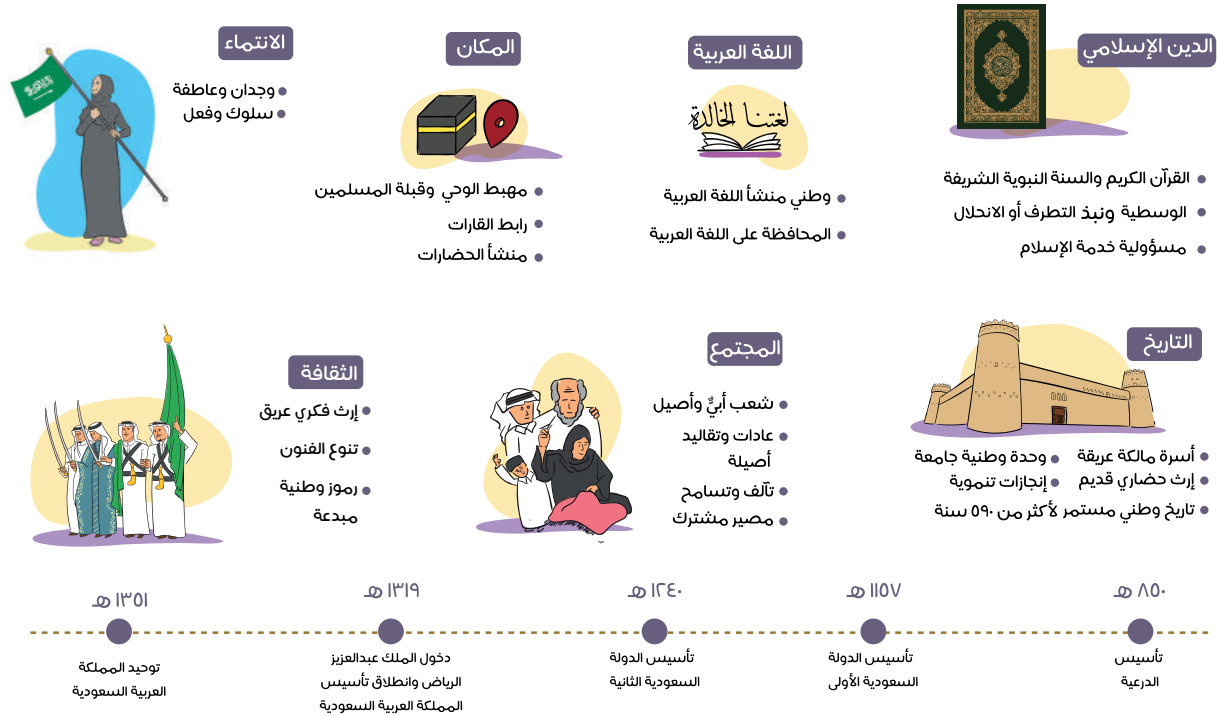 الدين الإسلامي
القرآن الكريم والسنة النبوية الشريفة
الوسطية ونبذ التطرف أو الانحلال
مسؤولية خدمة الإسلام
اللغة العربية
لغتنا الخالدة
وطني منشأ اللغة العربية
المحافظة على اللغة العربية
المكان
مهبط الوحي وقبلة المسلمين
رابط القارات
منشأ الحضارات
الانتماء
وجدان وعاطفة
سلوك وفعل
التاريخ
أسرة مالكة عريقة
وحدة وطنية جامعة
إرث حضاري قديم
إنجازات تنموية
تاريخ وطني مستمر لأكثر من ٥٩٠ سنة
المجتمع
شعب أبيٌّ وأصيل
عادات وتقاليد
أصيلة
تآلف وتسامح
مصير مشترك
الثقافة
إرث فكري عريق
تنوع الفنون
رموز وطنية
مبدعة
٨٥٠ هـ
تأسيس
الدرعية
١١٥٧ هـ
تأسيس الدولة
السعودية الأولى
١٢٤٠ هـ
تأسيس الدولة
السعودية الثانية
١٣١٩ هـ
دخول الملك عبدالعزيز
الرياض وانطلاق تأسيس
المملكة العربية السعودية
١٣٥١ هـ
توحيد المملكة
العربية السعودية